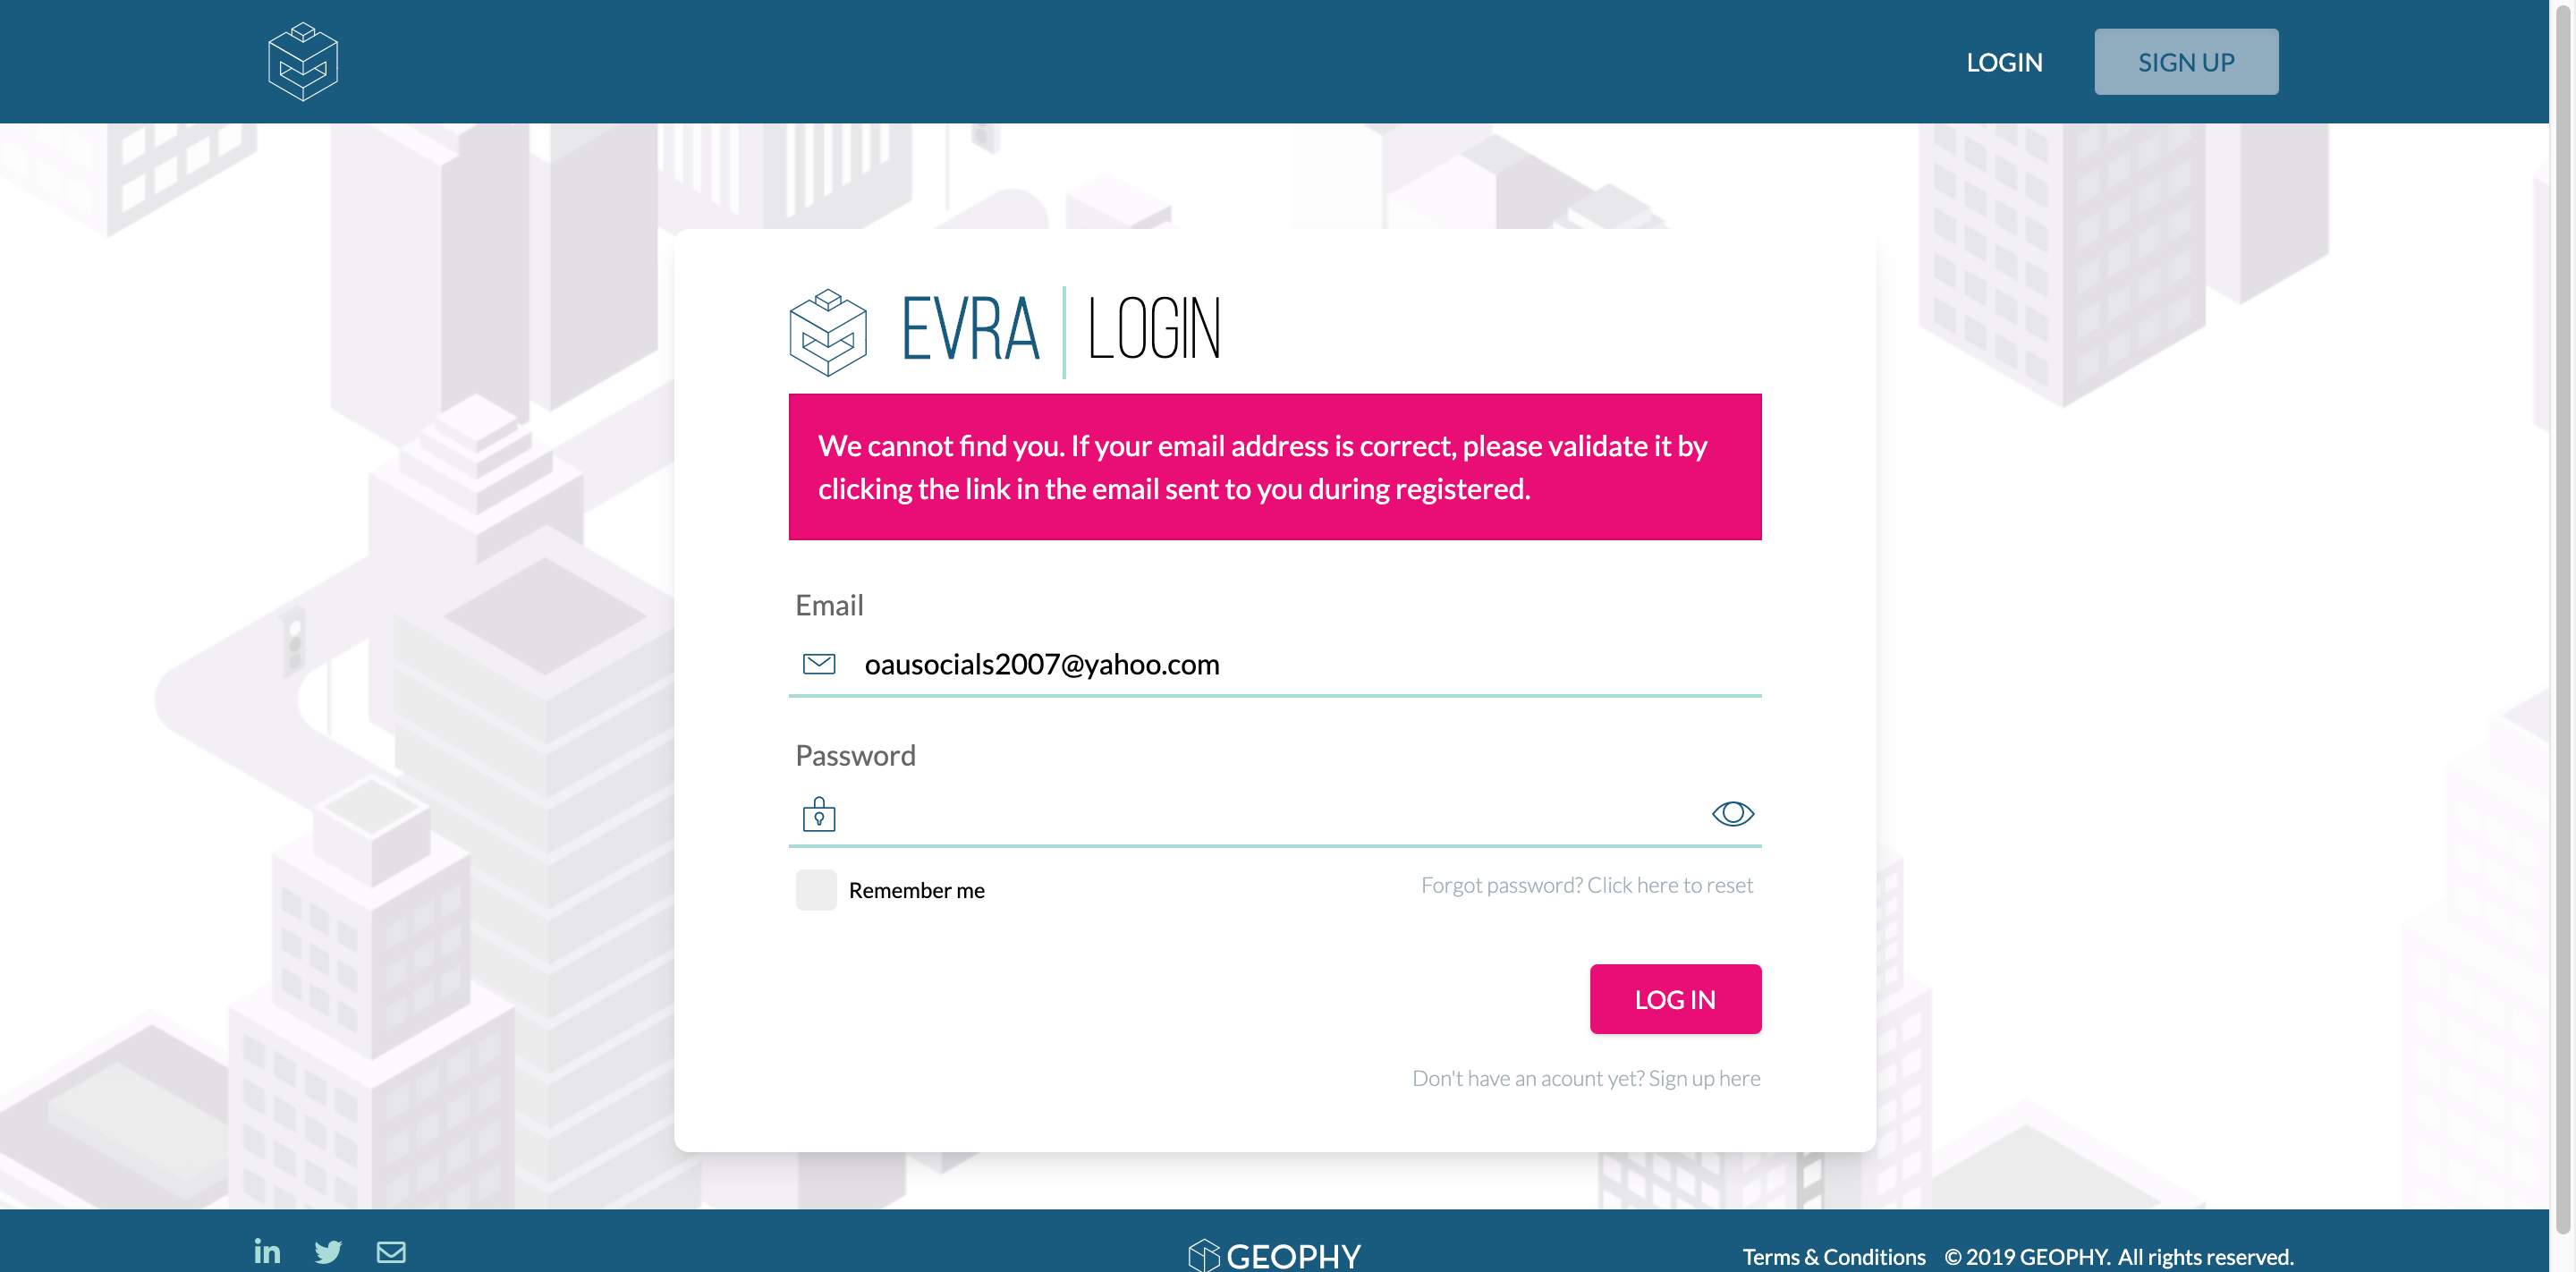 LOGIN
SIGN UP
EVRA
LOGIN
We cannot find you. If your email address is correct, please validate it by
clicking the link in the email sent to you during registered.
Email
oausocials2007@yahoo.com
Password
Remember me
Forgot password? Click here to reset
LOG IN
Don't have an acount yet? Sign up here
in
GEOPHY
Terms & Conditions
© 2019 GEOPHY. All rights reserved.